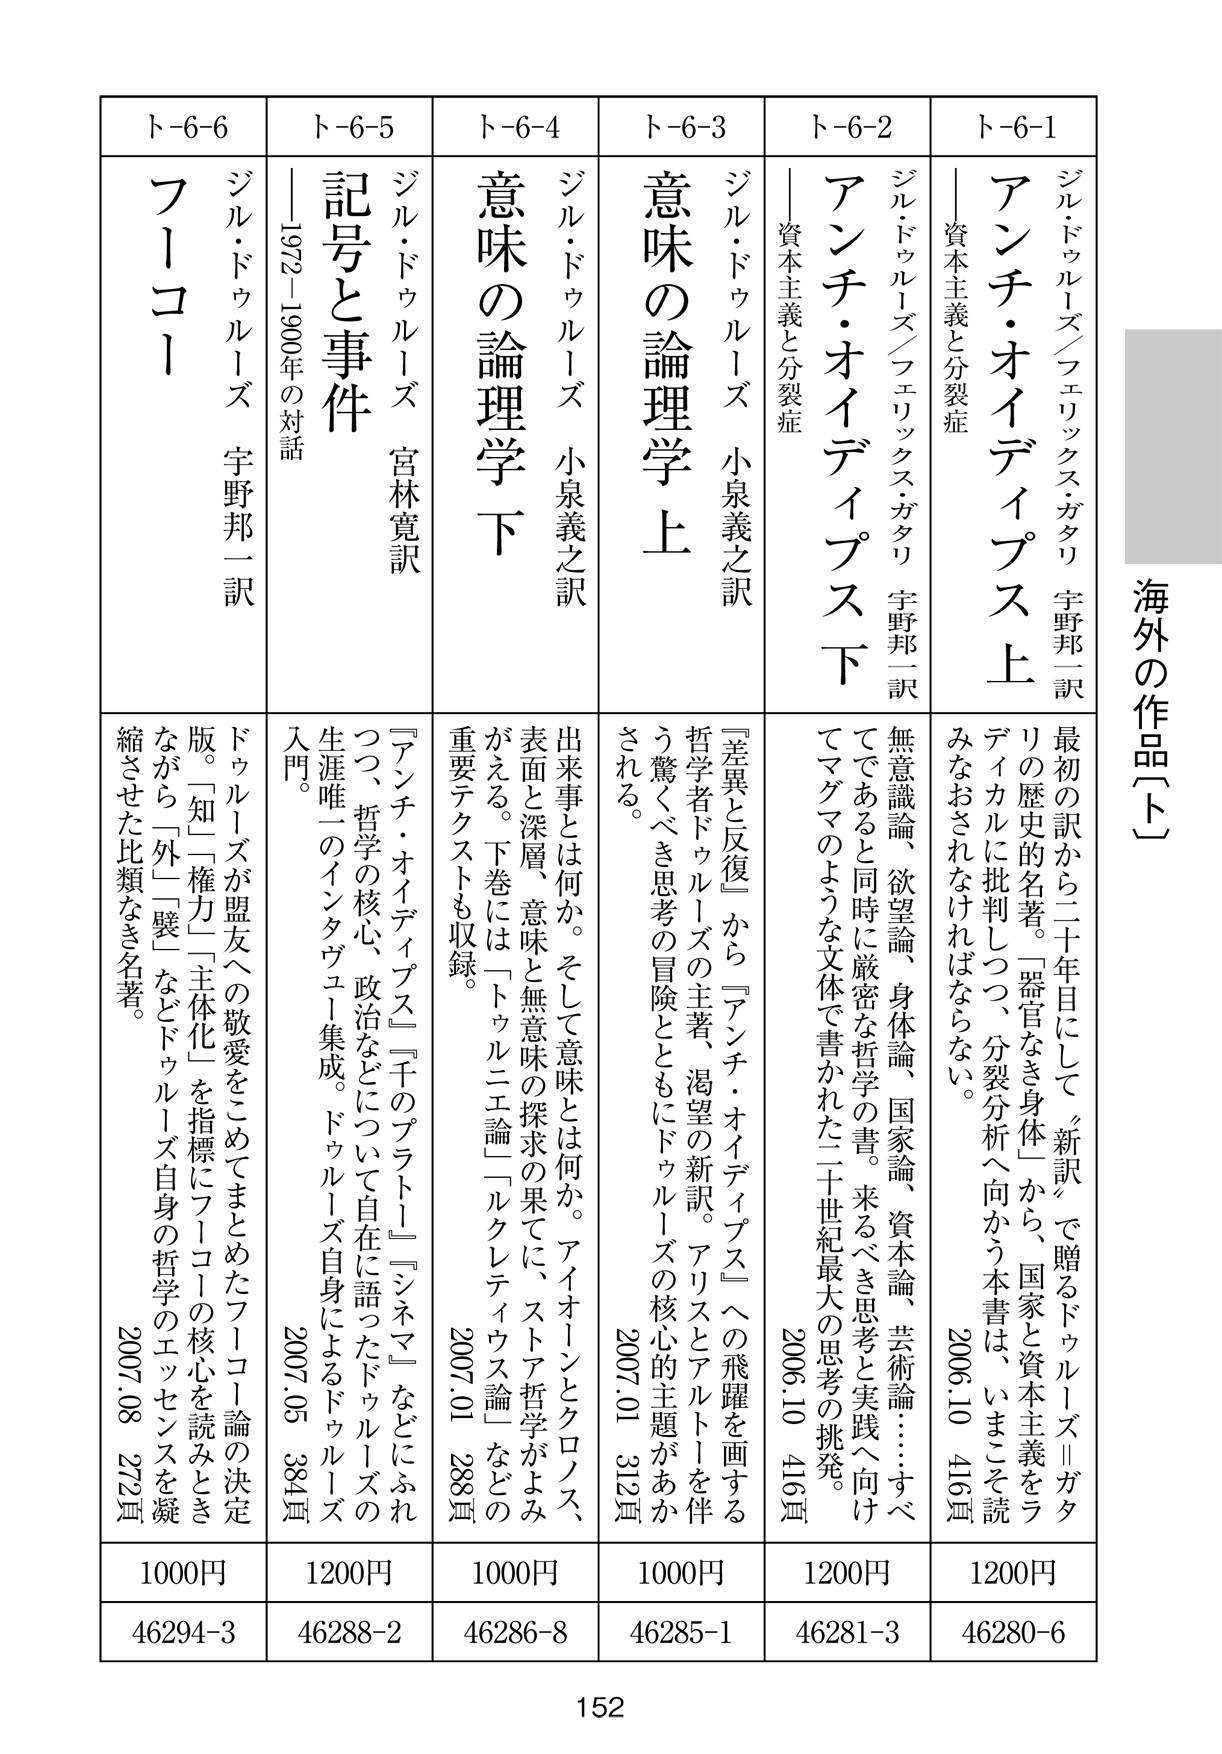 海外の作品〔ト〕
ト-6-1
ジル・ドゥルーズ／フェリックス・ガタリ　宇野邦一訳
アンチ・オイディプス 上
──資本主義と分裂症
最初の訳から二十年目にして〝新訳〟で贈るドゥルーズ＝ガタ
リの歴史的名著。「器官なき身体」から、国家と資本主義をラ
ディカルに批判しつつ、分裂分析へ向かう本書は、いまこそ読
みなおされなければならない。
2006.10　416頁
1200円
46280-6
ト-6-2
ジル・ドゥルーズ／フェリックス・ガタリ　宇野邦一訳
アンチ・オイディプス 下
──資本主義と分裂症
無意識論、欲望論、身体論、国家論、資本論、芸術論……すべ
てであると同時に厳密な哲学の書。来るべき思考と実践へ向け
てマグマのような文体で書かれた二十世紀最大の思考の挑発。
2006.10　416頁
1200円
46281-3
ト-6-3
ジル・ドゥルーズ　小泉義之訳
意味の論理学 上
『差異と反復』から『アンチ・オイディプス』への飛躍を画する
哲学者ドゥルーズの主著、渇望の新訳。アリスとアルトーを伴
う驚くべき思考の冒険とともにドゥルーズの核心的主題があか
される。
2007.01　312頁
1000円
46285-1
ト-6-4
ジル・ドゥルーズ　小泉義之訳
意味の論理学 下
出来事とは何か。そして意味とは何か。アイオーンとクロノス、
表面と深層、意味と無意味の探求の果てに、ストア哲学がよみ
がえる。下巻には「トゥルニエ論」「ルクレティウス論」などの
重要テクストも収録。
2007.01　288頁
1000円
46286-8
ト-6-5
ジル・ドゥルーズ　宮林寛訳
記号と事件
──1972－1900年の対話
『アンチ・オイディプス』『千のプラトー』『シネマ』などにふれ
つつ、哲学の核心、政治などについて自在に語ったドゥルーズの
生涯唯一のインタヴュー集成。ドゥルーズ自身によるドゥルーズ
入門。
2007.05　384頁
1200円
46288-2
ト-6-6
ジル・ドゥルーズ　宇野邦一訳
フーコー
ドゥルーズが盟友への敬愛をこめてまとめたフーコー論の決定
版。「知」「権力」「主体化」を指標にフーコーの核心を読みとき
ながら「外」「襞」などドゥルーズ自身の哲学のエッセンスを凝
縮させた比類なき名著。
2007.08　272頁
1000円
46294-3
152